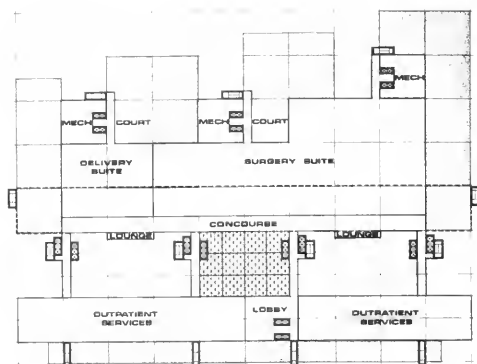 MECH
MECH
COURT
MECH
COURT
DELIVERY
SUITE
SURGERY SUITE
CONCOURSE
LOUNGE
LOUNGE
OUTPATIENT
SERVICES
LOBBY
OUTPATIENT
SERVICES